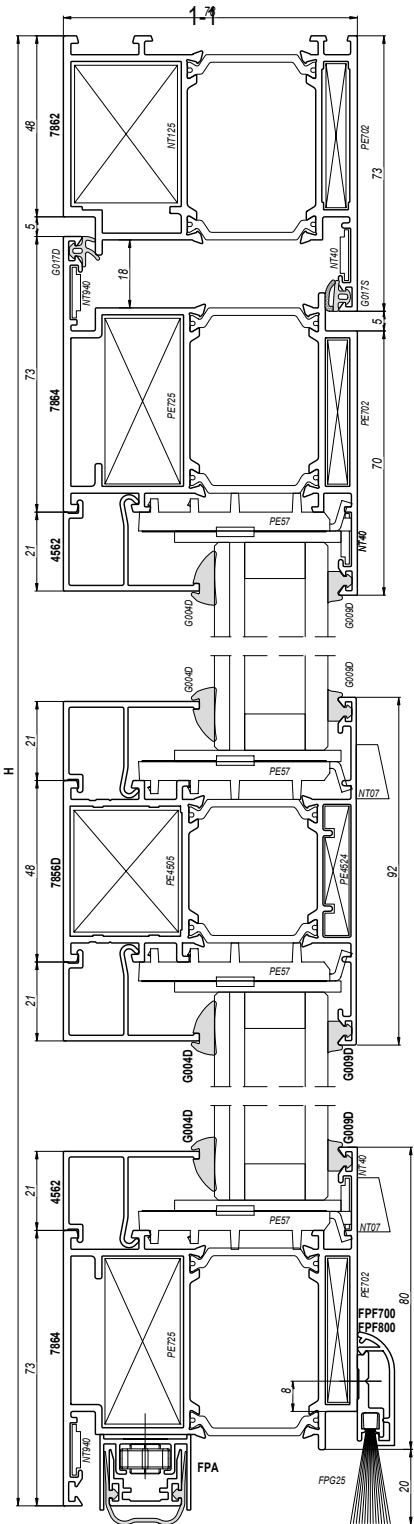 1-1
76
48
7862
NT125
PE702
73
5
G017D
NT940
18
NT40
G017S
5
73
7864
PE725
PE702
70
21
4562
PE57
NT40
G004D
G009D
H
G004D
G009D
21
PE57
NT07
48
7856D
PE4505
PE4524
92
21
PE57
G004D
G009D
G004D
G009D
21
4562
NT40
PE57
NT07
73
7864
PE725
PE702
FPF700
FPF800
80
8
NT940
FPA
FPG25
20